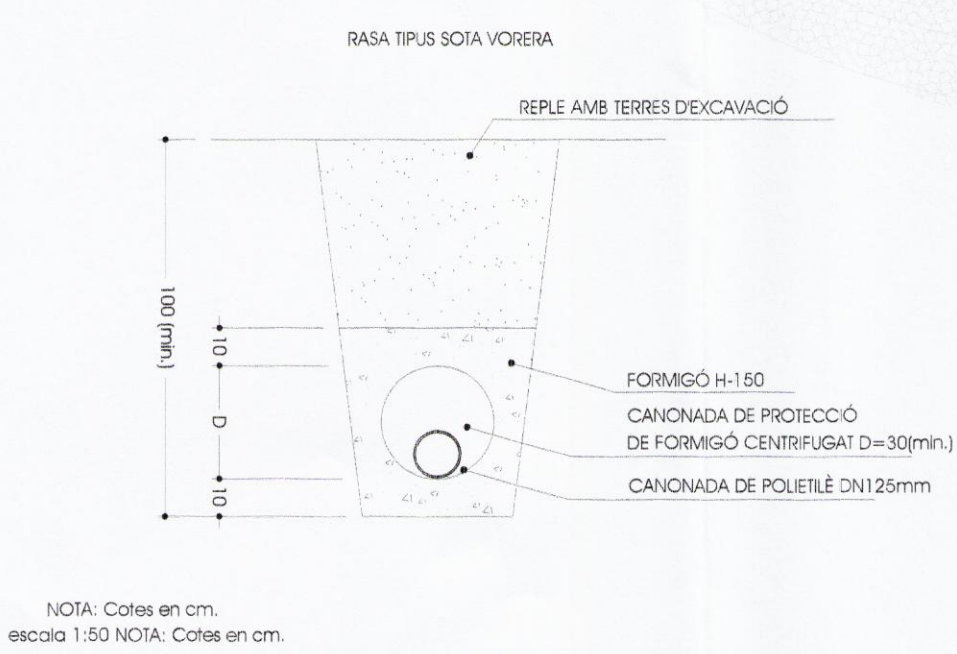 RASA TIPUS SOTA VORERA
REPLE AMB TERRES D'EXCAVACIÓ
100 (min.)
10
D
10
FORMIGÓ H-150
CANONADA DE PROTECCIÓ
DE FORMIGÓ CENTRIFUGAT D=30(min.)
CANONADA DE POLIETILÈ DN125mm
NOTA: Cotes en cm.
escala 1:50 NOTA: Cotes en cm.